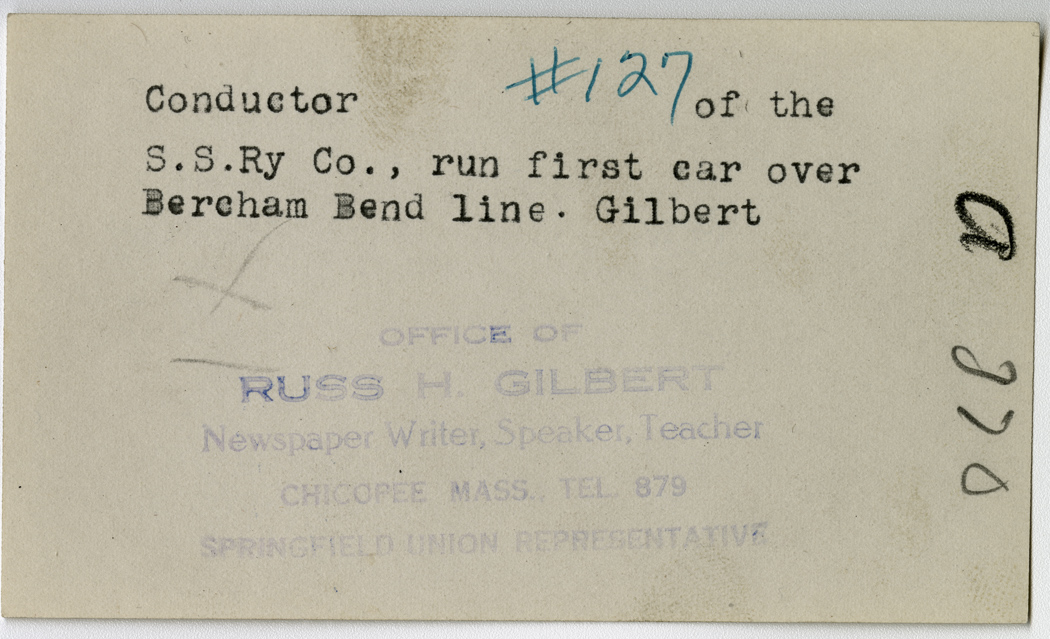 #127
Conductor of the
S.S.Ry Co., run first car over
Bercham Bend line. Gilbert
OFFICE OF
RUSS H. GILBERT
Newspaper Writer, Speaker, Teacher
CHICOPEE MASS., TEL. 879
SPRINGFIELD UNION REPRESENTATIVE
a